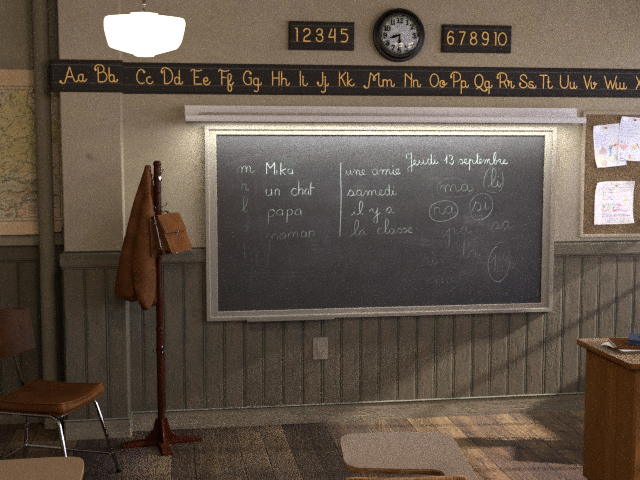 12345
678910
Aa Bb Cc Dd Ee Ff Gg Hh Ii Jj Kk Mm Nn Oo Pp Qq Rr Ss Tt Uu Vv Ww X
Jeudi 13 septembre
m Mika une amie ma li
r un chat samedi na si
l papa il y a
maman la classe pa sa